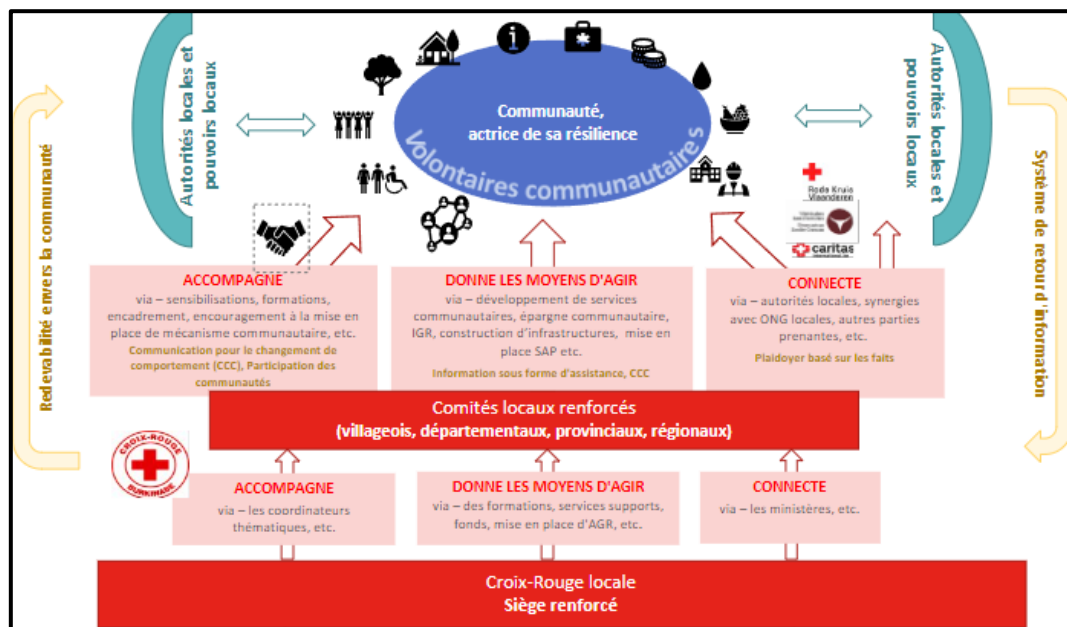 Communauté,
actrice de sa résilience
Volontaires communautaires
Autorités locales et
pouvoirs locaux
Autorités locales et
pouvoirs locaux
Redevabilité envers la communauté
Système de retour d'information
Rode Kruis
Vlaanderen
caritas
ACCOMPAGNE
via – sensibilisations, formations,
encadrement, encouragement à la mise en
place de mécanisme communautaire, etc.
Communication pour le changement de
comportement (CCC), Participation des
communautés
DONNE LES MOYENS D'AGIR
via – développement de services
communautaires, épargne communautaire,
IGR, construction d'infrastructures, mise en
place SAP etc.
Information sous forme d'assistance, CCC
CONNECTE
via – autorités locales, synergies
avec ONG locales, autres parties
prenantes, etc.
Plaidoyer basé sur les faits
Comités locaux renforcés
(villageois, départementaux, provinciaux, régionaux)
CROIX-ROUGE
BURKINABE
ACCOMPAGNE
via – les coordinateurs
thématiques, etc.
DONNE LES MOYENS D'AGIR
via – des formations, services supports,
fonds, mise en place d'AGR, etc.
CONNECTE
via – les ministères, etc.
Croix-Rouge locale
Siège renforcé